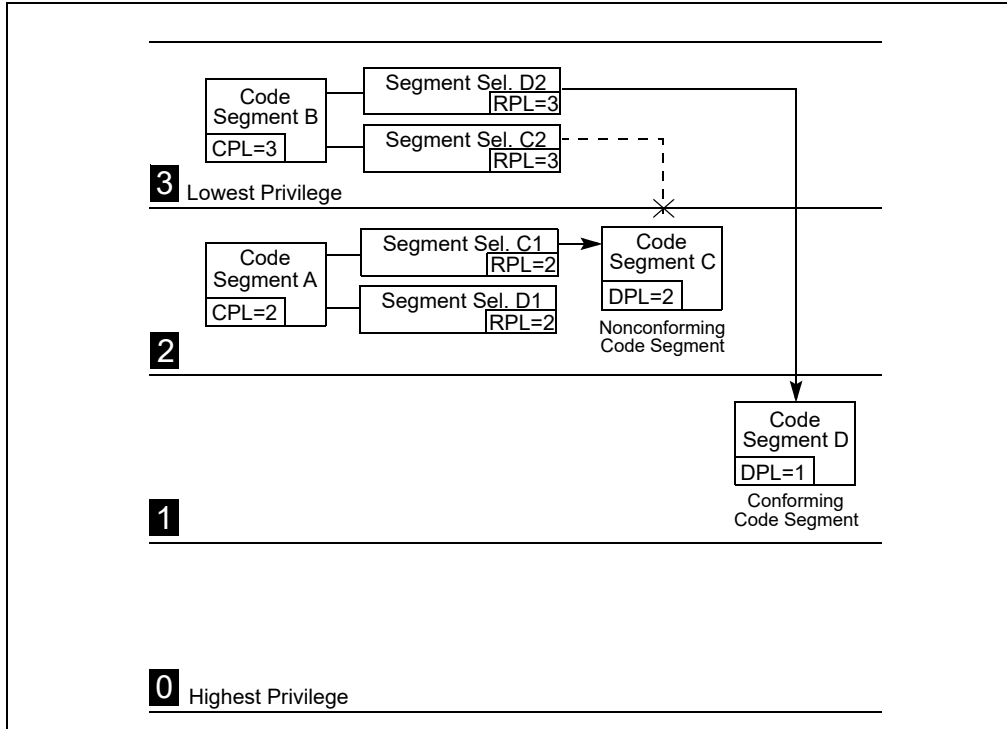 Code
Segment B
CPL=3
Segment Sel. D2
RPL=3
Segment Sel. C2
RPL=3
3 Lowest Privilege
Code
Segment A
CPL=2
Segment Sel. C1
RPL=2
Segment Sel. D1
RPL=2
Code
Segment C
DPL=2
Nonconforming
Code Segment
2
Code
Segment D
DPL=1
Conforming
Code Segment
1
0 Highest Privilege